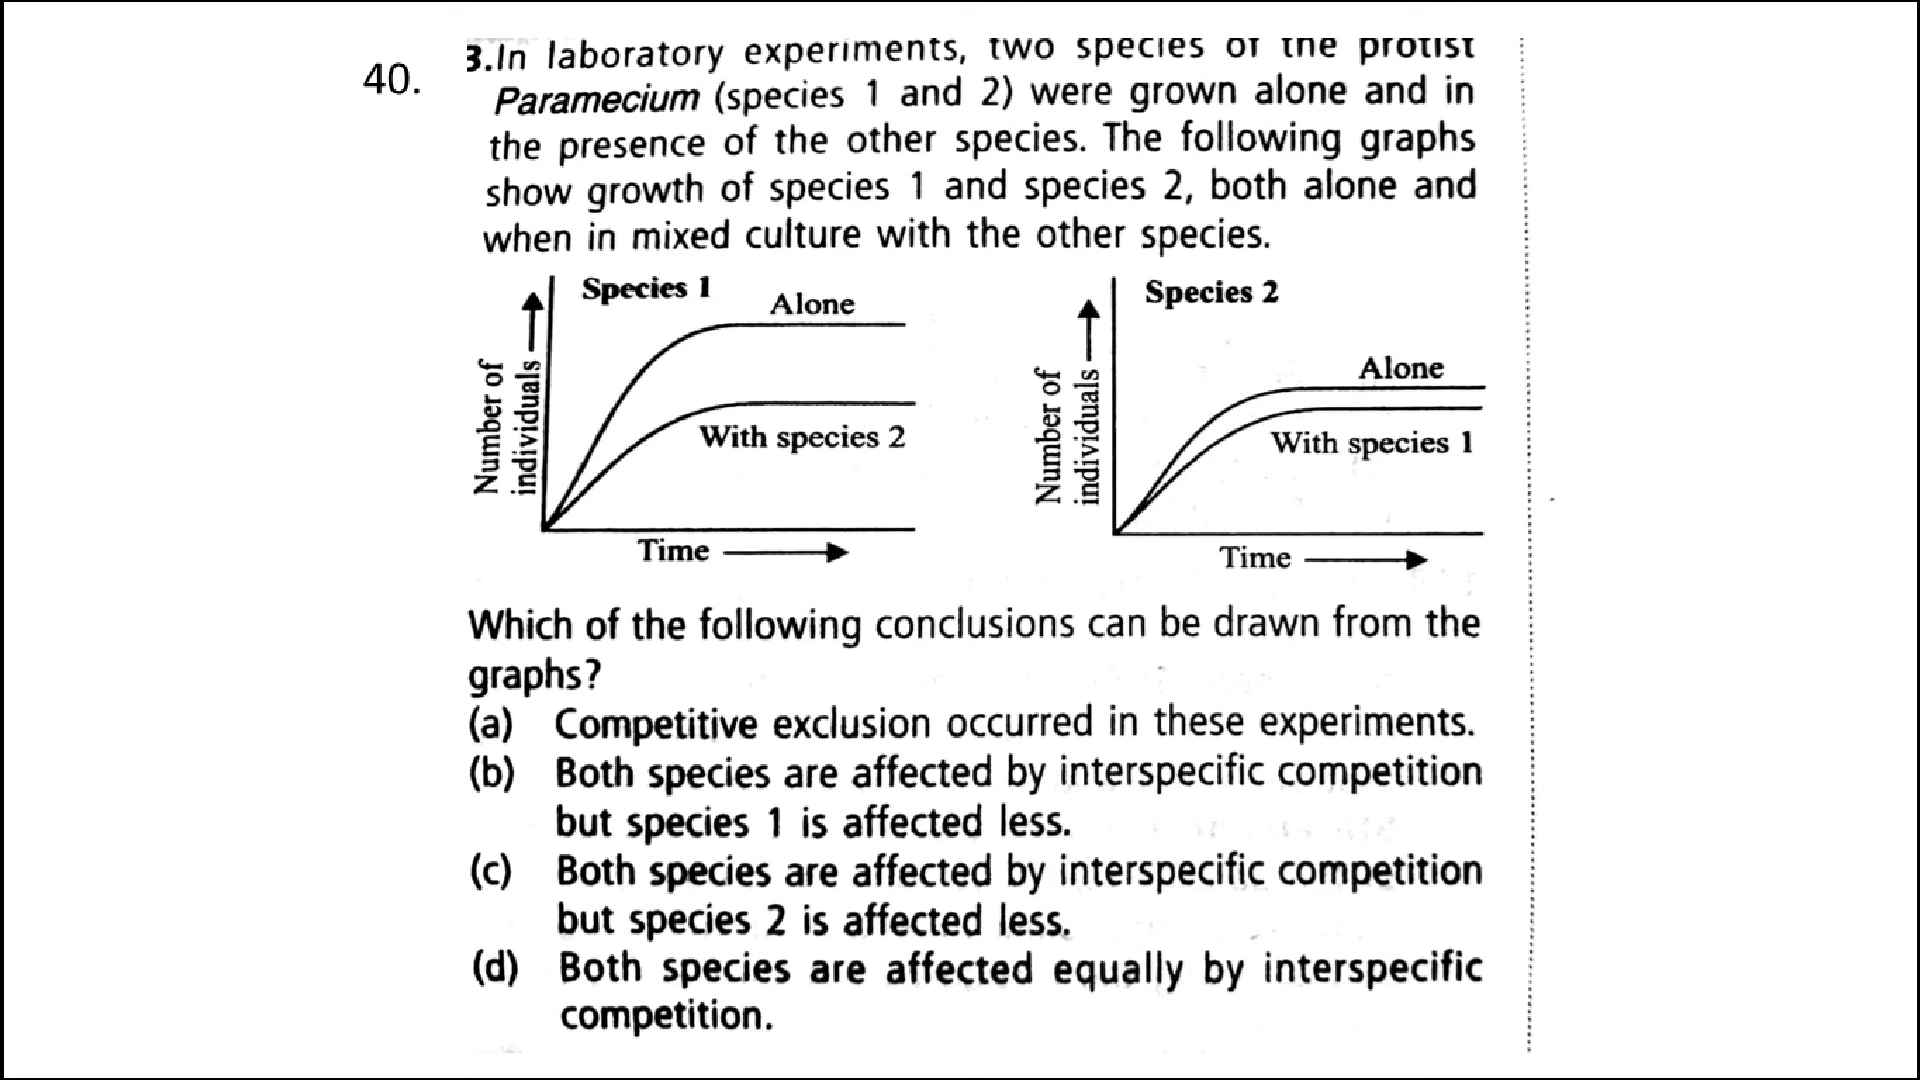 40.
3.In laboratory experiments, two species of the protist
Paramecium (species 1 and 2) were grown alone and in
the presence of the other species. The following graphs
show growth of species 1 and species 2, both alone and
when in mixed culture with the other species.
Species 1
Alone
With species 2
Number of
individuals
Time
Species 2
Alone
With species 1
Number of
individuals
Time
Which of the following conclusions can be drawn from the
graphs?
(a) Competitive exclusion occurred in these experiments.
(b) Both species are affected by interspecific competition
but species 1 is affected less.
(c) Both species are affected by interspecific competition
but species 2 is affected less.
(d) Both species are affected equally by interspecific
competition.